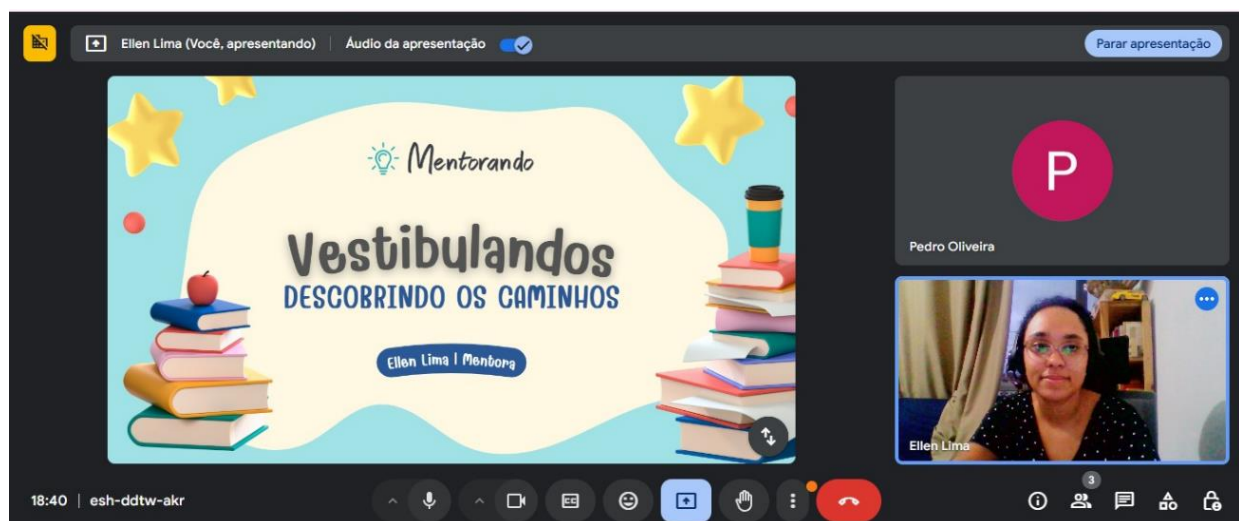 Ellen Lima (Você, apresentando) | Áudio da apresentação
Parar apresentação
Mentorando
Vestibulandos
DESCOBRINDO OS CAMINHOS
Ellen Lima | Mentora
P
Pedro Oliveira
Ellen Lima
18:40 | esh-ddtw-akr
CC
3